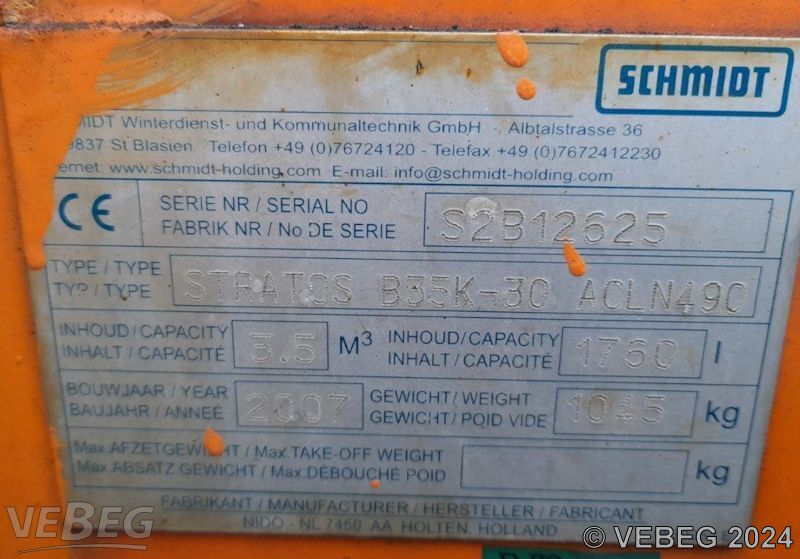 SCHMIDT
MIDT Winterdienst- und Kommunaltechnik GmbH - Albtalstrasse 36
9837 St Blasien Telefon +49 (0)76724120 - Telefax +49 (0)7672412230
ernet: www.schmidt-holding.com E-mail: info@schmidt-holding.com
CE SERIE NR / SERIAL NO
FABRIK NR / No DE SERIE S2B12625
TYPE / TYPE
TYP / TYPE STRATOS B35K-30 ACLN490
INHOUD / CAPACITY
INHALT / CAPACITÉ 3.5 M³
INHOUD / CAPACITY
INHALT / CAPACITÉ 1760 l
BOUWJAAR / YEAR
BAUJAHR / ANNEÉ 2007
GEWICHT / WEIGHT
GEWICHT / POID VIDE 1045 kg
Max.AFZETGEWICHT / Max.TAKE-OFF WEIGHT
Max.ABSATZ GEWICHT / Max.DÉBOUCHÉ POID kg
FABRIKANT / MANUFACTURER / HERSTELLER / FABRICANT
NIDO - NL 7450 AA HOLTEN HOLLAND
VEBEG
© VEBEG 2024